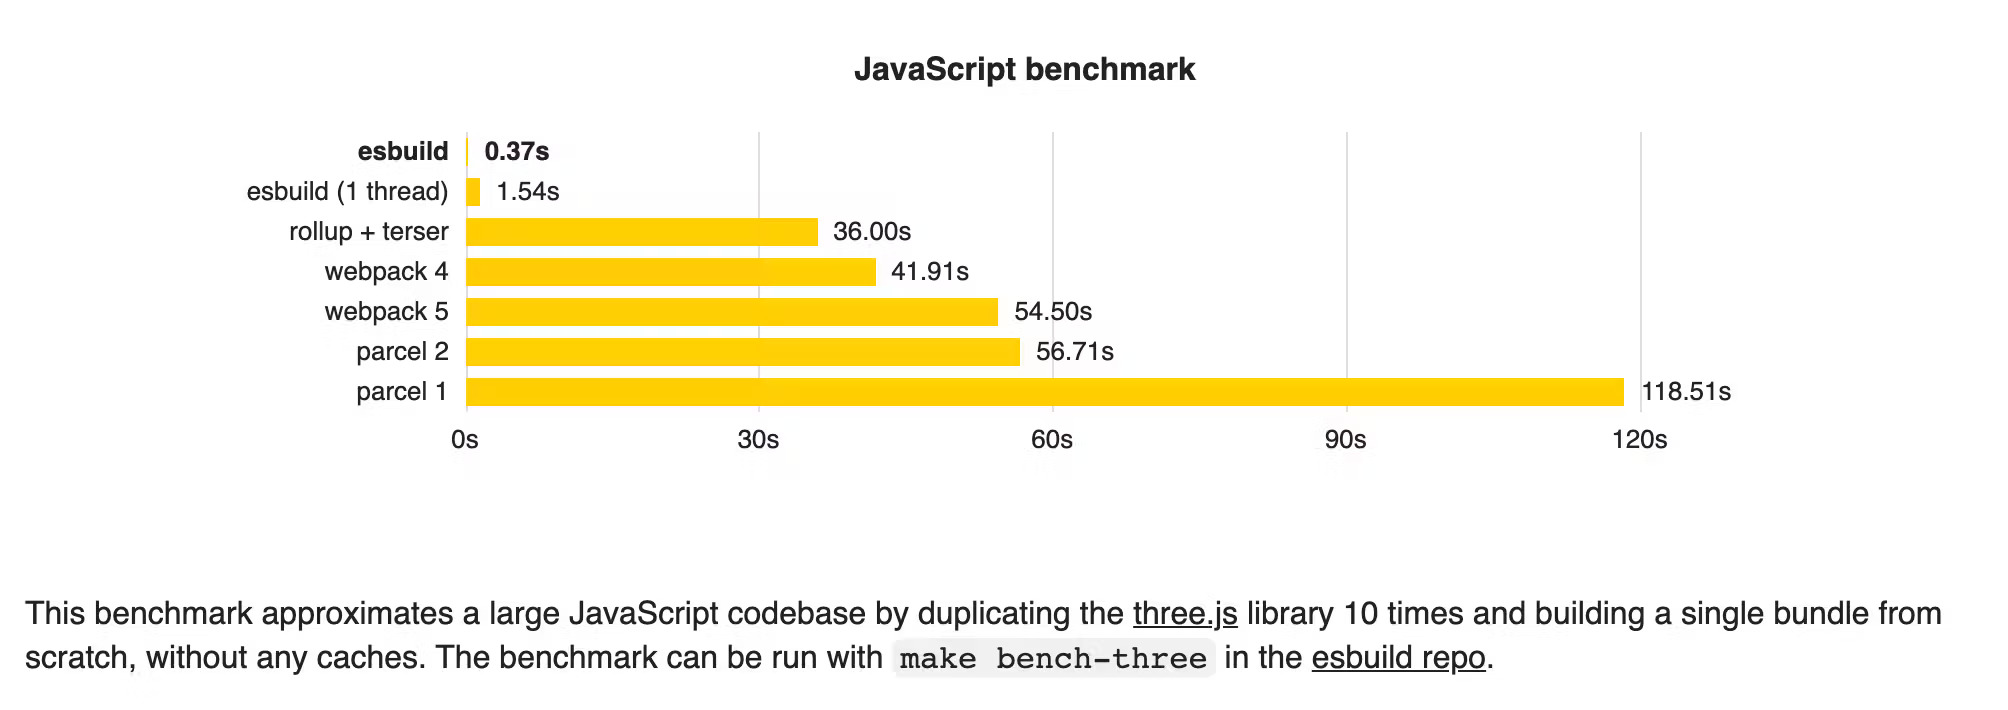 JavaScript benchmark
esbuild 0.37s
esbuild (1 thread) 1.54s
rollup + terser 36.00s
webpack 4 41.91s
webpack 5 54.50s
parcel 2 56.71s
parcel 1 118.51s
0s 30s 60s 90s 120s
This benchmark approximates a large JavaScript codebase by duplicating the three.js library 10 times and building a single bundle from
scratch, without any caches. The benchmark can be run with make bench-three in the esbuild repo.